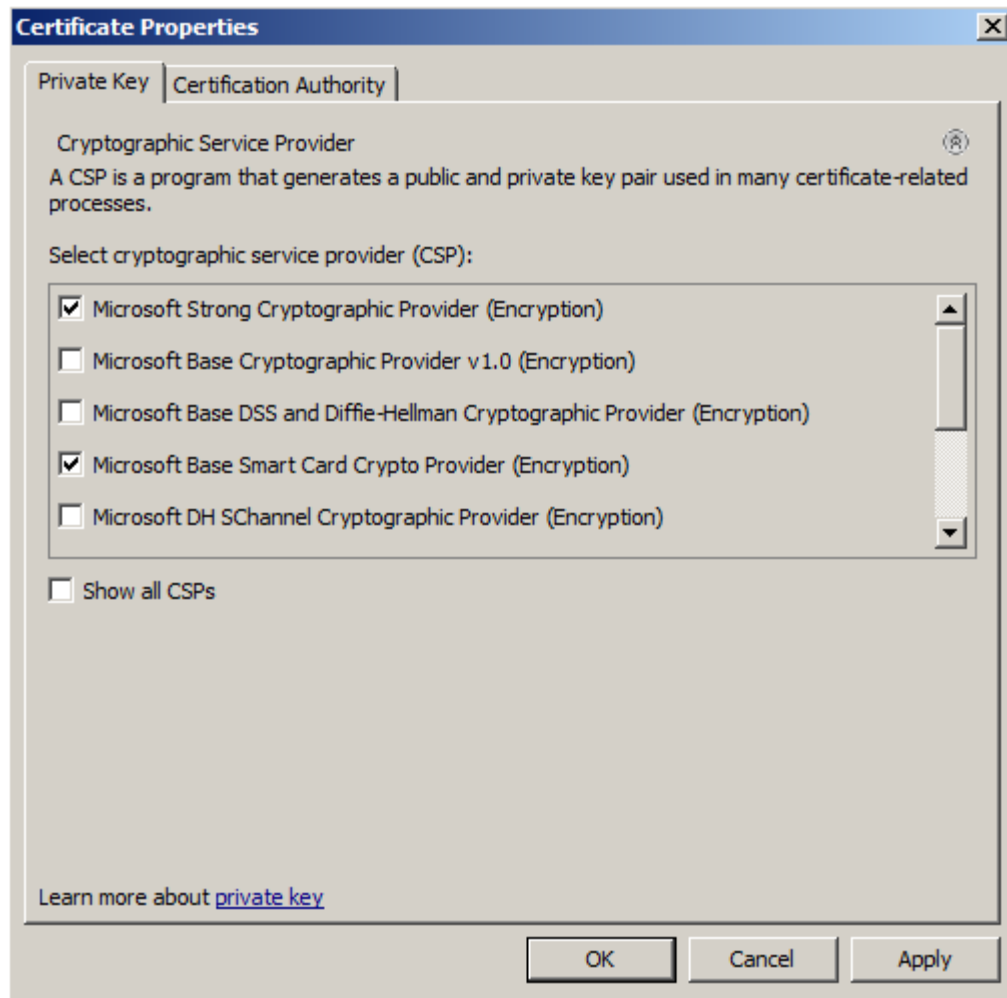 Certificate Properties
Private Key
Certification Authority
Cryptographic Service Provider
A CSP is a program that generates a public and private key pair used in many certificate-related
processes.
Select cryptographic service provider (CSP):
Microsoft Strong Cryptographic Provider (Encryption)
Microsoft Base Cryptographic Provider v1.0 (Encryption)
Microsoft Base DSS and Diffie-Hellman Cryptographic Provider (Encryption)
Microsoft Base Smart Card Crypto Provider (Encryption)
Microsoft DH SChannel Cryptographic Provider (Encryption)
Show all CSPs
Learn more about private key
OK
Cancel
Apply